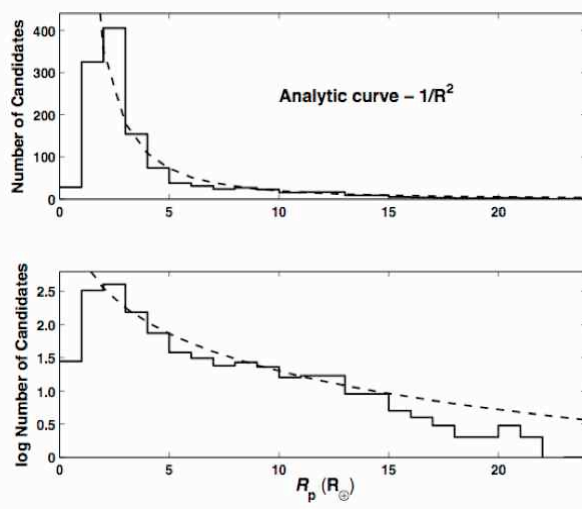 Number of Candidates
400
300
200
100
0
Analytic curve – 1/R²
0 5 10 15 20
log Number of Candidates
2.5
2.0
1.5
1.0
0.5
0
0 5 10 15 20
Rₚ (R⊕)